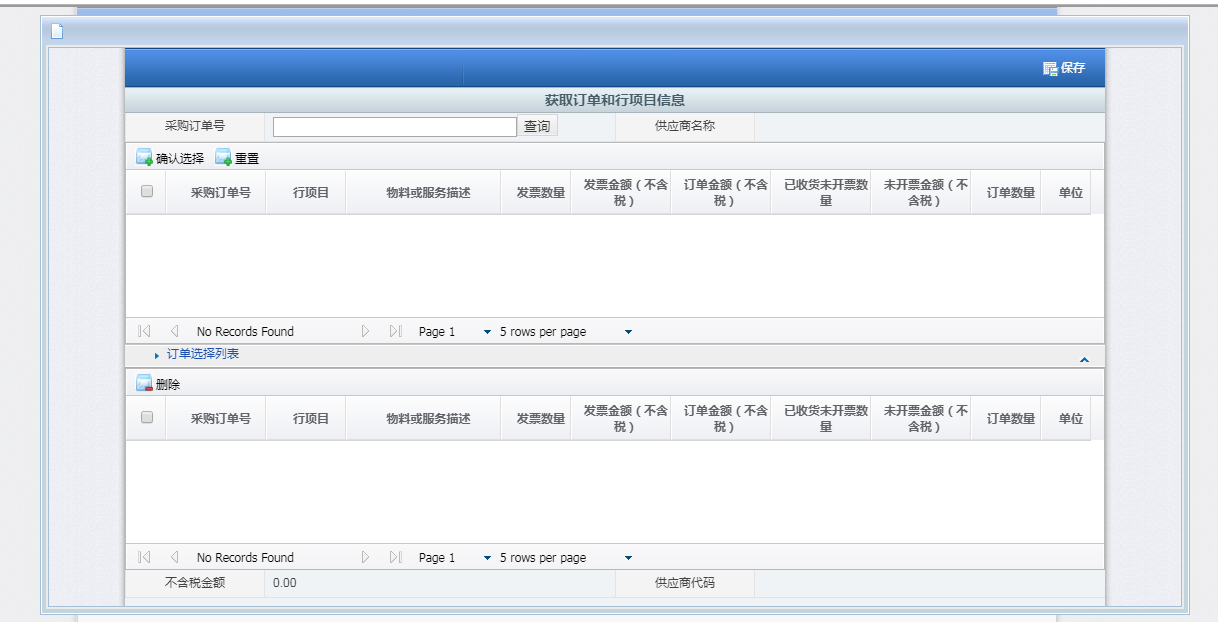 保存
获取订单和行项目信息
采购订单号 查询 供应商名称
确认选择 重置
采购订单号 行项目 物料或服务描述 发票数量 发票金额（不含税） 订单金额（不含税） 已收货未开票数量 未开票金额（不含税） 订单数量 单位
No Records Found Page 1 5 rows per page
订单选择列表
删除
采购订单号 行项目 物料或服务描述 发票数量 发票金额（不含税） 订单金额（不含税） 已收货未开票数量 未开票金额（不含税） 订单数量 单位
No Records Found Page 1 5 rows per page
不含税金额 0.00 供应商代码